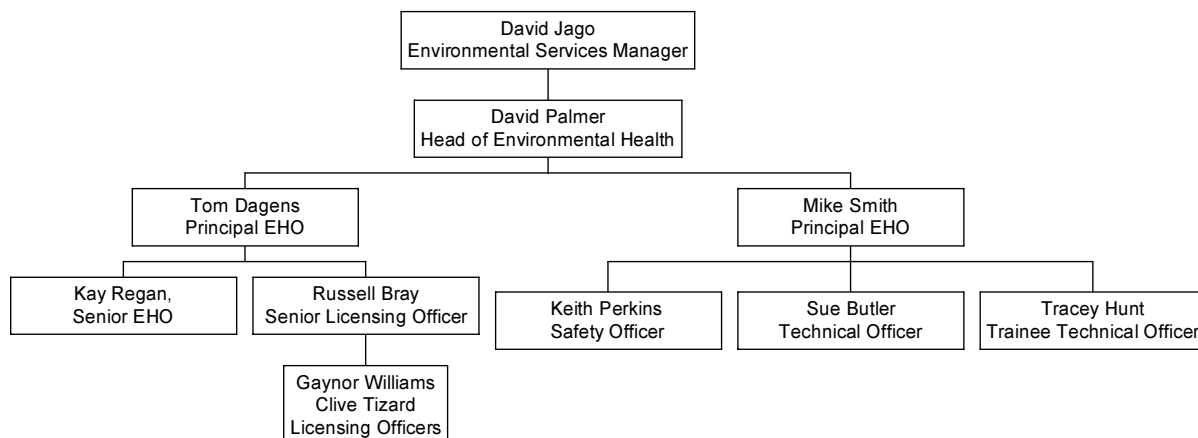 David Jago
Environmental Services Manager
David Palmer
Head of Environmental Health
Tom Dagens
Principal EHO
Mike Smith
Principal EHO
Kay Regan,
Senior EHO
Russell Bray
Senior Licensing Officer
Keith Perkins
Safety Officer
Sue Butler
Technical Officer
Tracey Hunt
Trainee Technical Officer
Gaynor Williams
Clive Tizard
Licensing Officers